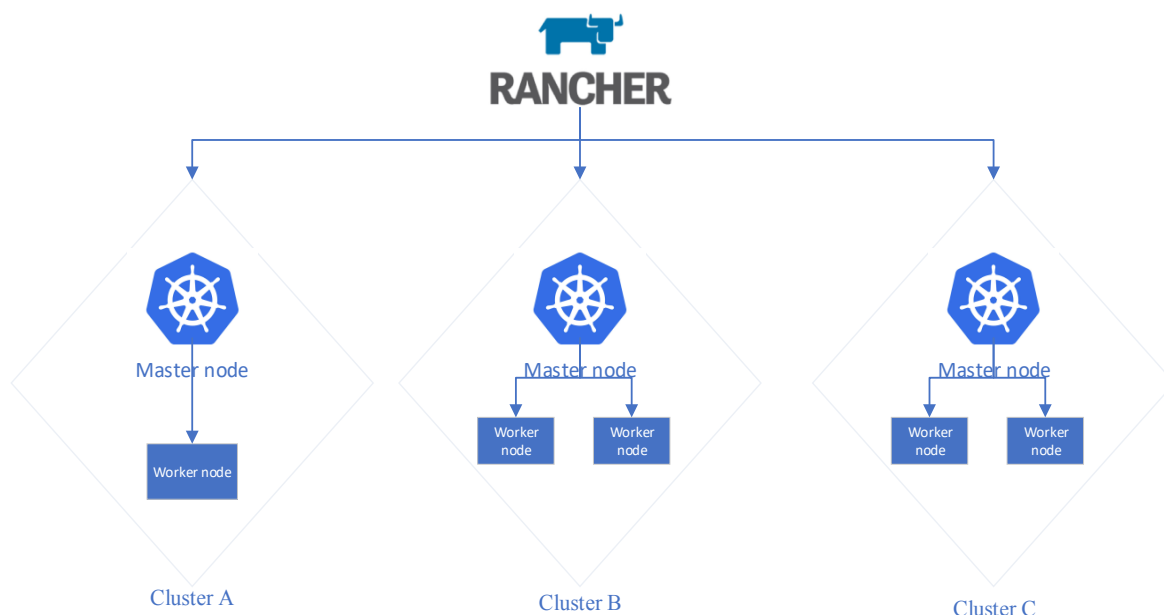 RANCHER
Master node
Master node
Master node
Worker
node
Worker
node
Worker
node
Worker
node
Worker node
Cluster A
Cluster B
Cluster C